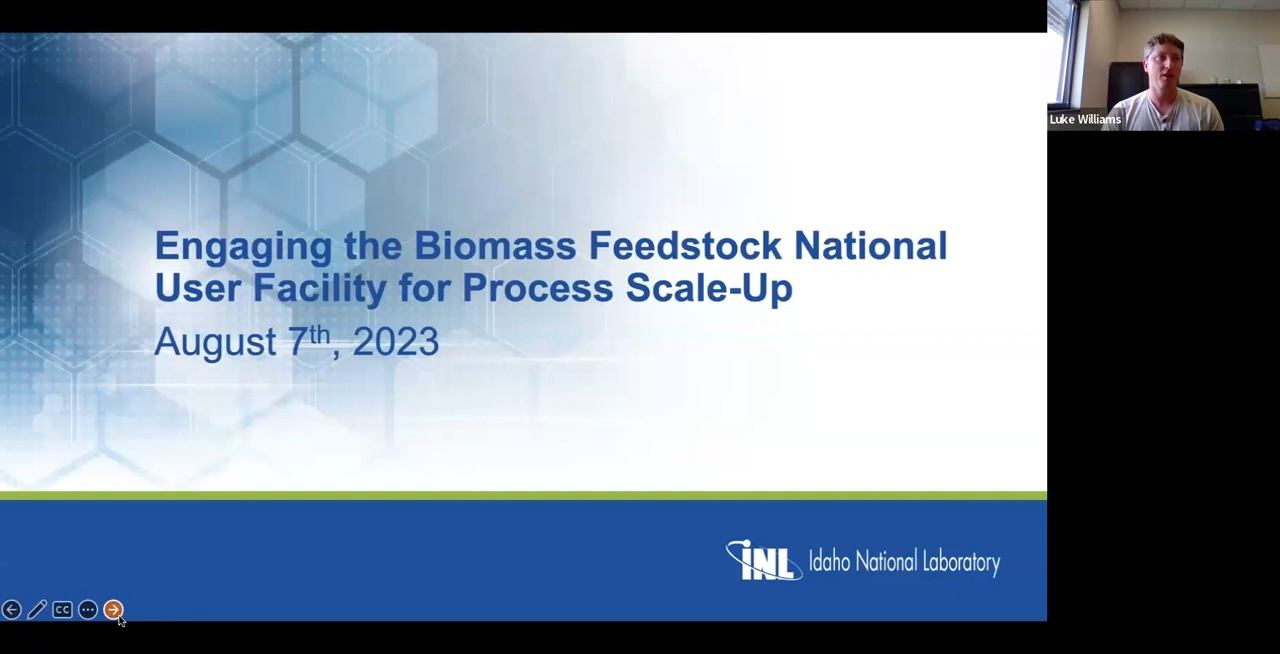 Engaging the Biomass Feedstock National
User Facility for Process Scale-Up
August 7th, 2023
INL Idaho National Laboratory
CC
Luke Williams